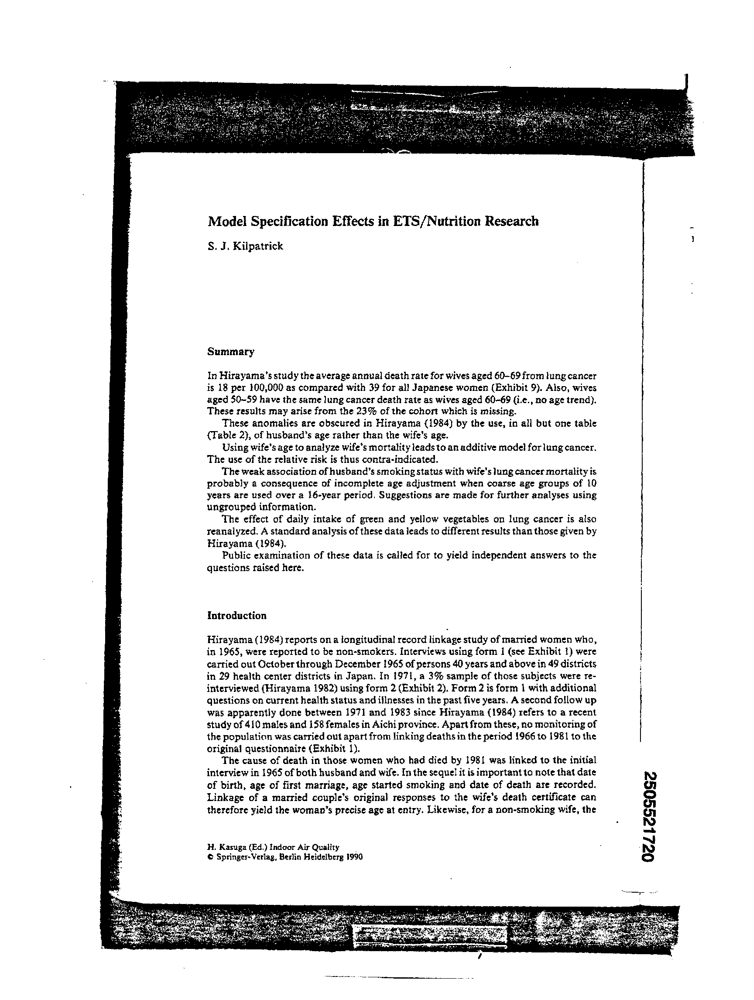 Model Specification Effects in ETS/Nutrition Research
S. J. Kilpatrick
Summary
In Hirayama's study the average annual death rate for wives aged 60–69 from lung cancer
is 18 per 100,000 as compared with 39 for all Japanese women (Exhibit 9). Also, wives
aged 50–59 have the same lung cancer death rate as wives aged 60–69 (i.e., no age trend).
These results may arise from the 23% of the cohort which is missing.
These anomalies are obscured in Hirayama (1984) by the use, in all but one table
(Table 2), of husband's age rather than the wife's age.
Using wife's age to analyze wife's mortality leads to an additive model for lung cancer.
The use of the relative risk is thus contra-indicated.
The weak association of husband's smoking status with wife's lung cancer mortality is
probably a consequence of incomplete age adjustment when coarse age groups of 10
years are used over a 16-year period. Suggestions are made for further analyses using
ungrouped information.
The effect of daily intake of green and yellow vegetables on lung cancer is also
reanalyzed. A standard analysis of these data leads to different results than those given by
Hirayama (1984).
Public examination of these data is called for to yield independent answers to the
questions raised here.
Introduction
Hirayama (1984) reports on a longitudinal record linkage study of married women who,
in 1965, were reported to be non-smokers. Interviews using form 1 (see Exhibit 1) were
carried out October through December 1965 of persons 40 years and above in 49 districts
in 29 health center districts in Japan. In 1971, a 3% sample of those subjects were re-
interviewed (Hirayama 1982) using form 2 (Exhibit 2). Form 2 is form 1 with additional
questions on current health status and illnesses in the past five years. A second follow up
was apparently done between 1971 and 1983 since Hirayama (1984) refers to a recent
study of 410 males and 158 females in Aichi province. Apart from these, no monitoring of
the population was carried out apart from linking deaths in the period 1966 to 1981 to the
original questionnaire (Exhibit 1).
The cause of death in those women who had died by 1981 was linked to the initial
interview in 1965 of both husband and wife. In the sequel it is important to note that date
of birth, age of first marriage, age started smoking and date of death are recorded.
Linkage of a married couple's original responses to the wife's death certificate can
therefore yield the woman's precise age at entry. Likewise, for a non-smoking wife, the
H. Kasuga (Ed.) Indoor Air Quality
© Springer-Verlag, Berlin Heidelberg 1990
2505521720